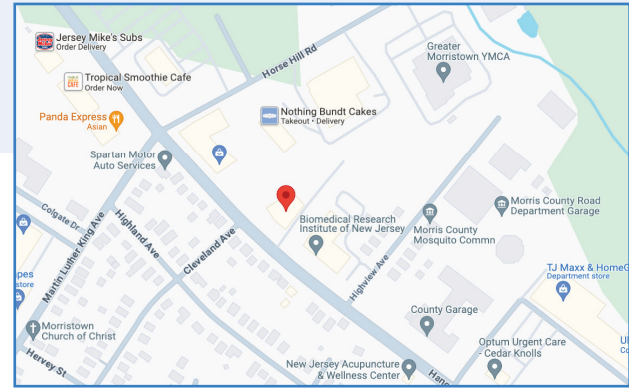 Jersey Mike's Subs
Order Delivery
Horse Hill Rd
Greater
Morristown YMCA
Tropical Smoothie Cafe
Order Now
Panda Express
Asian
Nothing Bundt Cakes
Takeout • Delivery
Spartan Motor
Auto Services
Colgate Dr
Martin Luther King Ave
Highland Ave
Cleveland Ave
Biomedical Research
Institute of New Jersey
Morris County
Mosquito Commn
Morris County Road
Department Garage
Highview Ave
TJ Maxx & HomeG
Department store
pes
store
Morristown
Church of Christ
Hervey St
County Garage
Optum Urgent Care
- Cedar Knolls
New Jersey Acupuncture
& Wellness Center
Hano